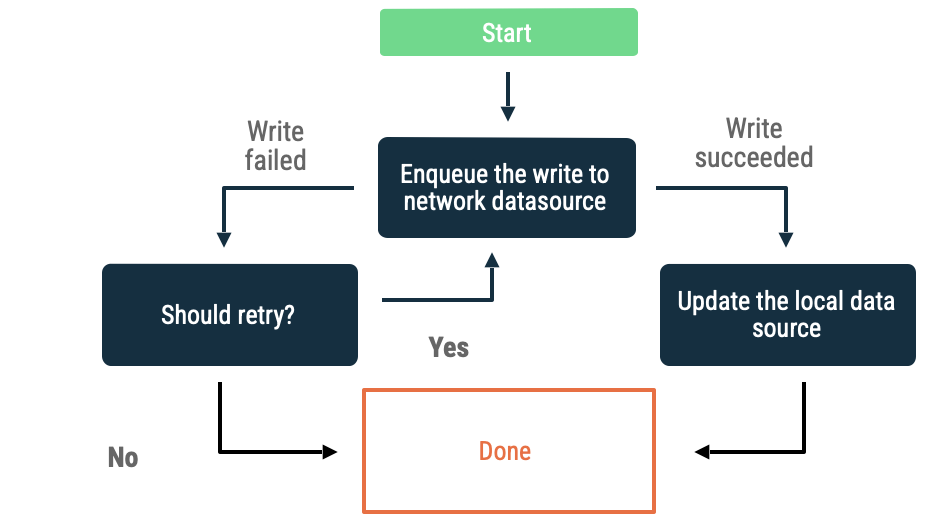 Start
Write
failed
Enqueue the write to
network datasource
Write
succeeded
Should retry?
Yes
Update the local data
source
No
Done